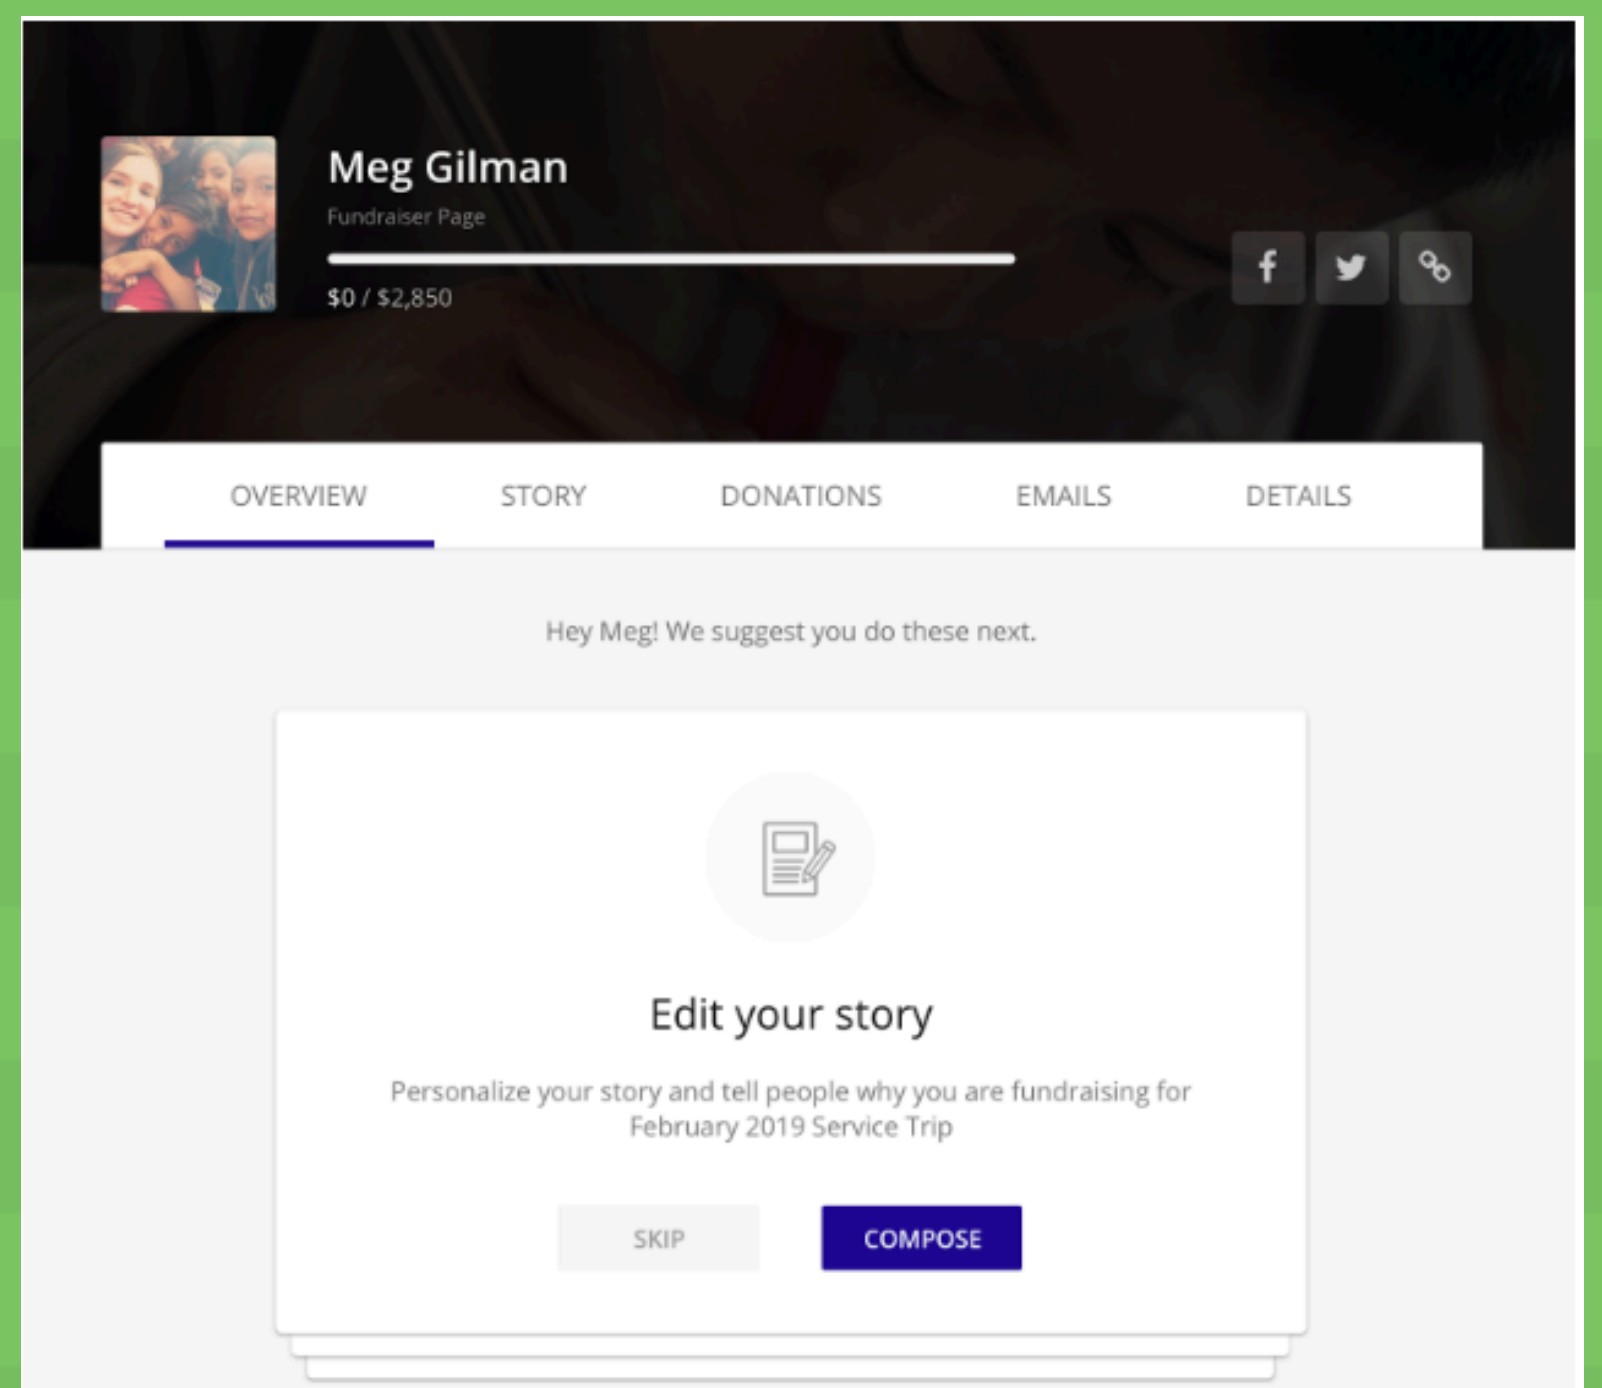 Meg Gilman
Fundraiser Page
$0 / $2,850
OVERVIEW STORY DONATIONS EMAILS DETAILS
Hey Meg! We suggest you do these next.
Edit your story
Personalize your story and tell people why you are fundraising for
February 2019 Service Trip
SKIP COMPOSE